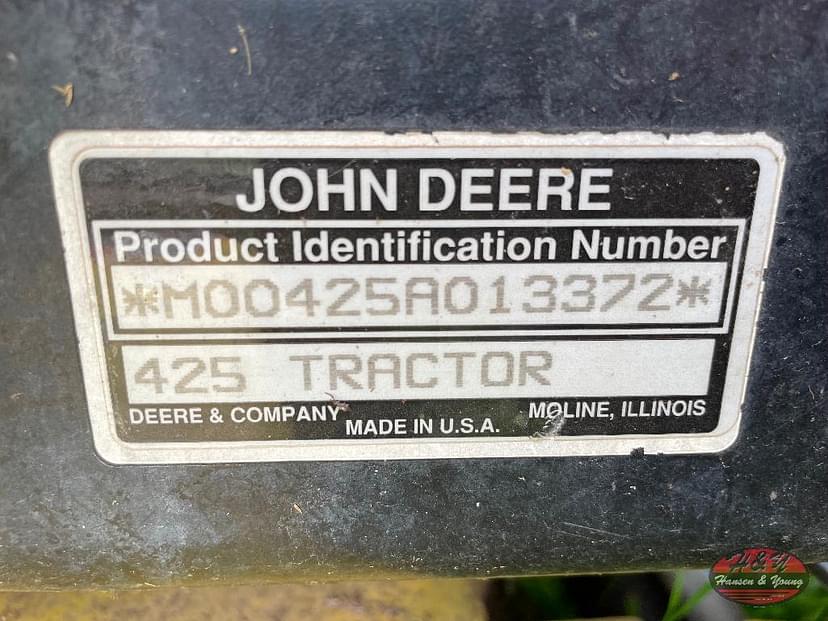 JOHN DEERE
Product Identification Number
*M00425A013372*
425 TRACTOR
DEERE & COMPANY MADE IN U.S.A. MOLINE, ILLINOIS
H & Y
Hansen & Young